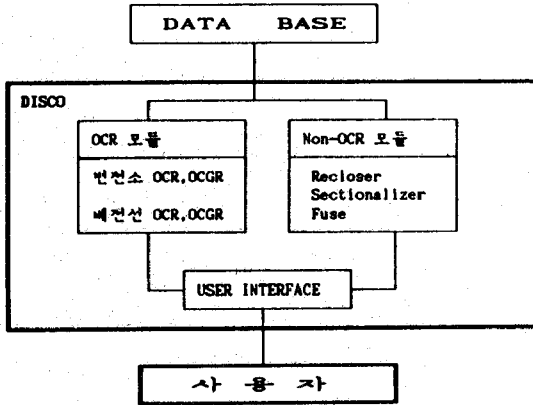 DATA BASE
DISCO
OCR 모듈
변전소 OCR,OCGR
배전선 OCR,OCGR
Non-OCR 모듈
Recloser
Sectionalizer
Fuse
USER INTERFACE
사용자